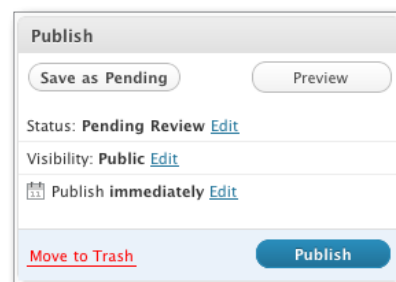 Publish
Save as Pending Preview
Status: Pending Review Edit
Visibility: Public Edit
11 Publish immediately Edit
Move to Trash Publish